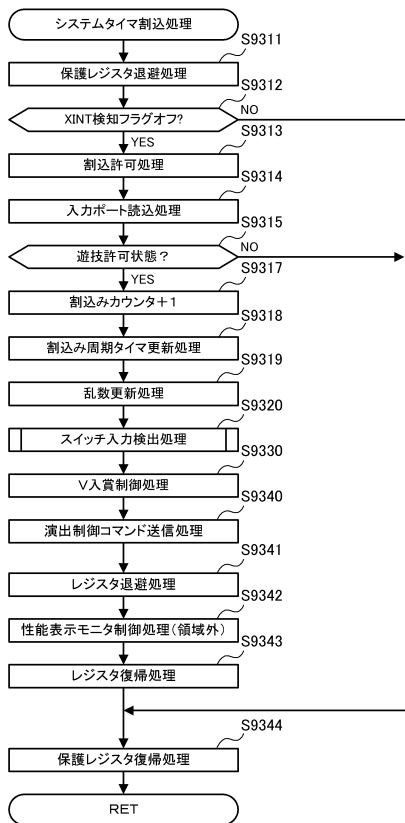 システムタイマ割込処理
S9311
保護レジスタ退避処理
S9312
XINT検知フラグオフ?
NO
YES
S9313
割込許可処理
S9314
入力ポート読込処理
S9315
遊技許可状態?
NO
YES
S9317
割込みカウンタ+1
S9318
割込み周期タイマ更新処理
S9319
乱数更新処理
S9320
スイッチ入力検出処理
S9330
V入賞制御処理
S9340
演出制御コマンド送信処理
S9341
レジスタ退避処理
S9342
性能表示モニタ制御処理(領域外)
S9343
レジスタ復帰処理
S9344
保護レジスタ復帰処理
RET